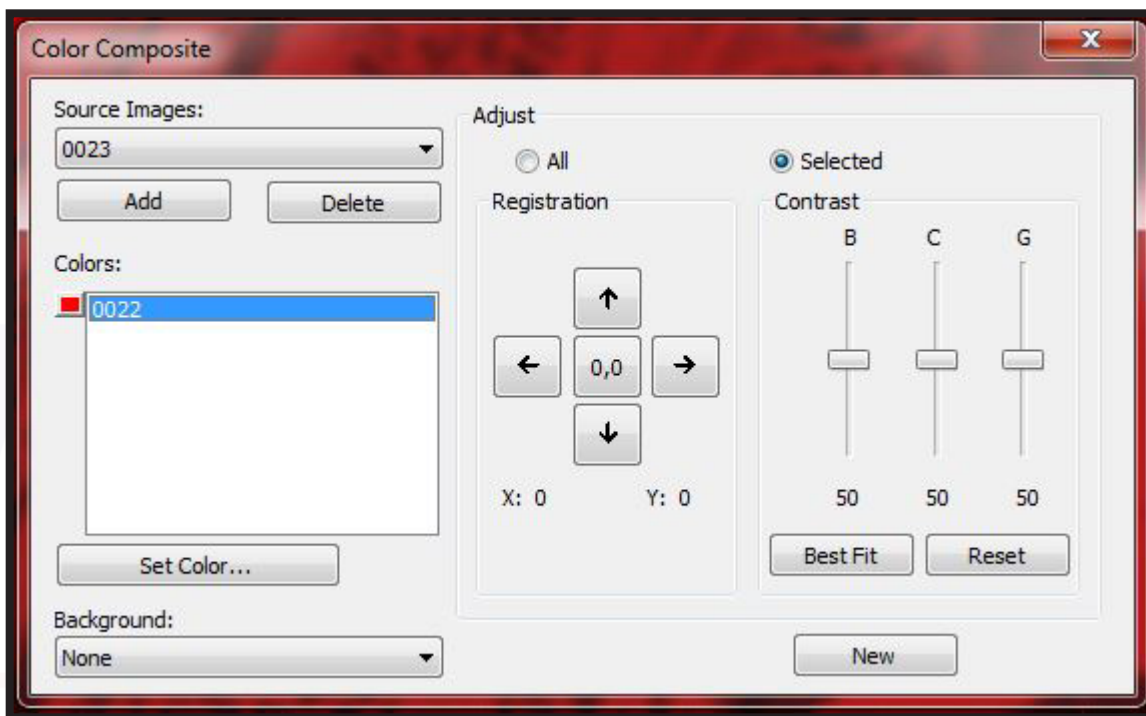 Color Composite
X
Source Images:
0023
Add Delete
Colors:
0022
Set Color...
Background:
None
Adjust
All Selected
Registration
0,0
X: 0 Y: 0
Contrast
B C G
50 50 50
Best Fit Reset
New